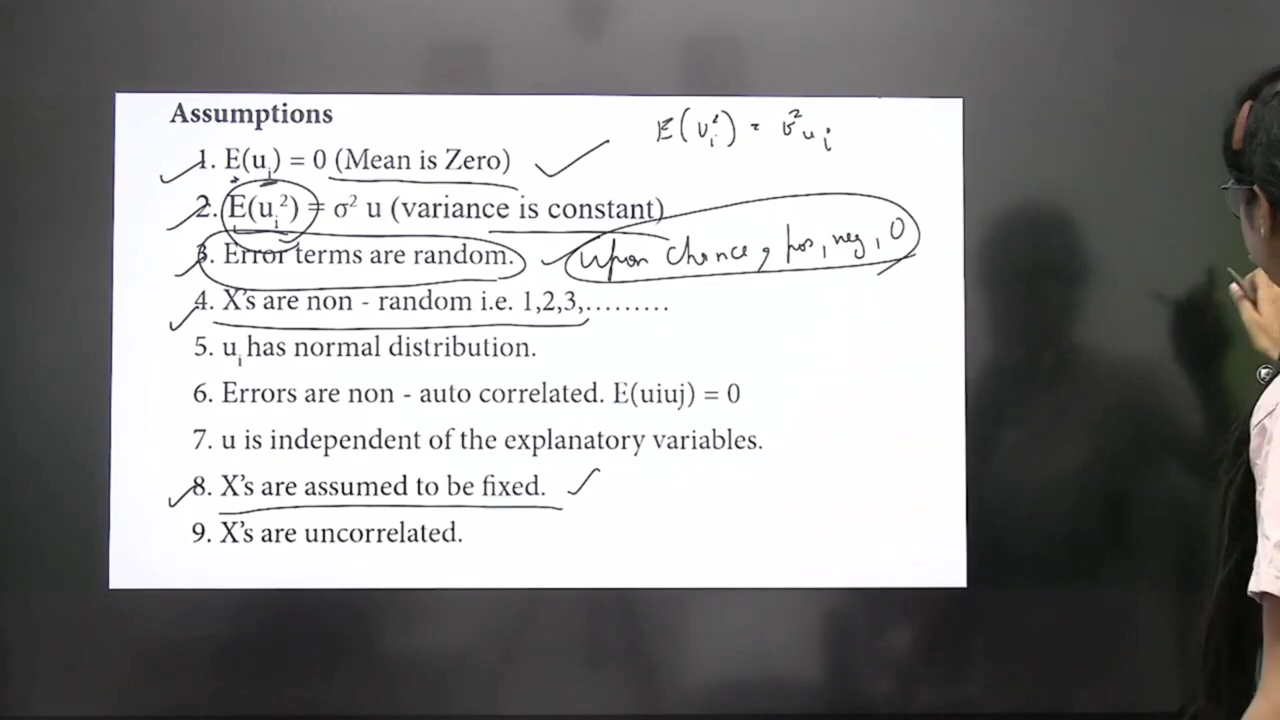 Assumptions
E(ui²) = σ²ui
1. E(ui) = 0 (Mean is Zero)
2. E(ui²) = σ² u (variance is constant)
3. Error terms are random.
upon chance, pos, neg, 0
4. X's are non - random i.e. 1,2,3,.........
5. ui has normal distribution.
6. Errors are non - auto correlated. E(uiuj) = 0
7. u is independent of the explanatory variables.
8. X's are assumed to be fixed.
9. X's are uncorrelated.